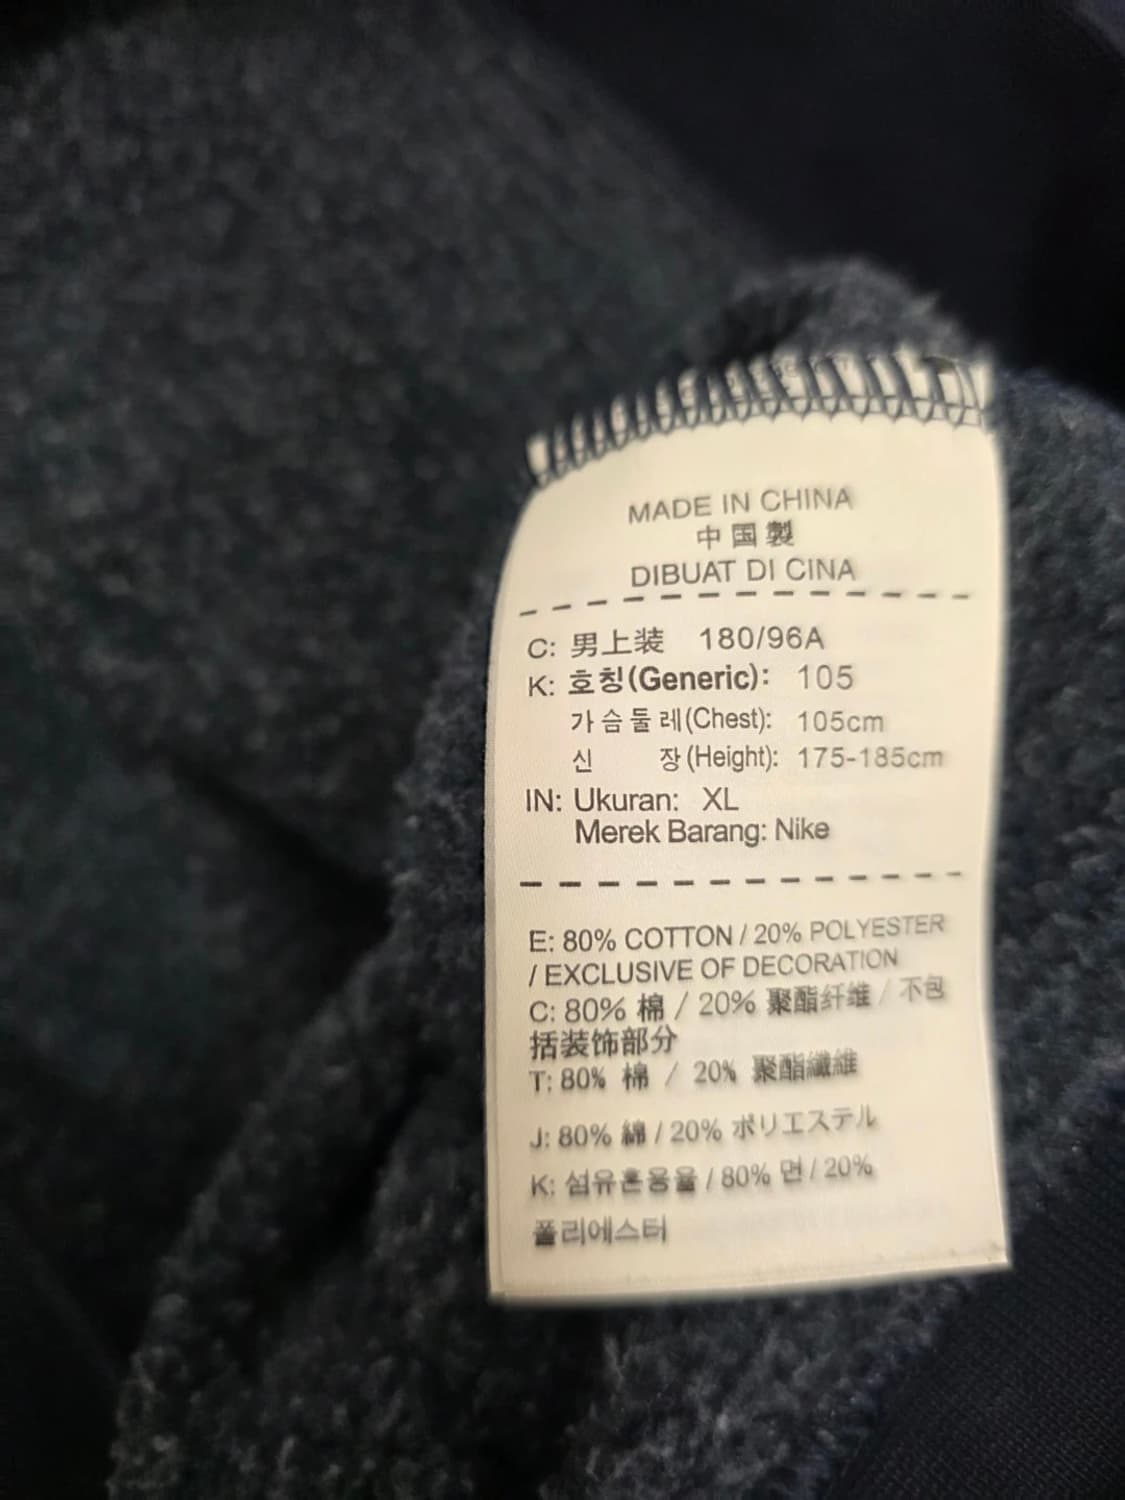 MADE IN CHINA
中国製
DIBUAT DI CINA
C: 男上装 180/96A
K: 호칭(Generic): 105
가슴둘레(Chest): 105cm
신 장(Height): 175-185cm
IN: Ukuran: XL
Merek Barang: Nike
E: 80% COTTON / 20% POLYESTER
/ EXCLUSIVE OF DECORATION
C: 80% 棉 / 20% 聚酯纤维 / 不包
括装饰部分
T: 80% 棉 / 20% 聚酯纖維
J: 80% 綿 / 20% ポリエステル
K: 섬유혼용율 / 80% 면 / 20%
폴리에스터